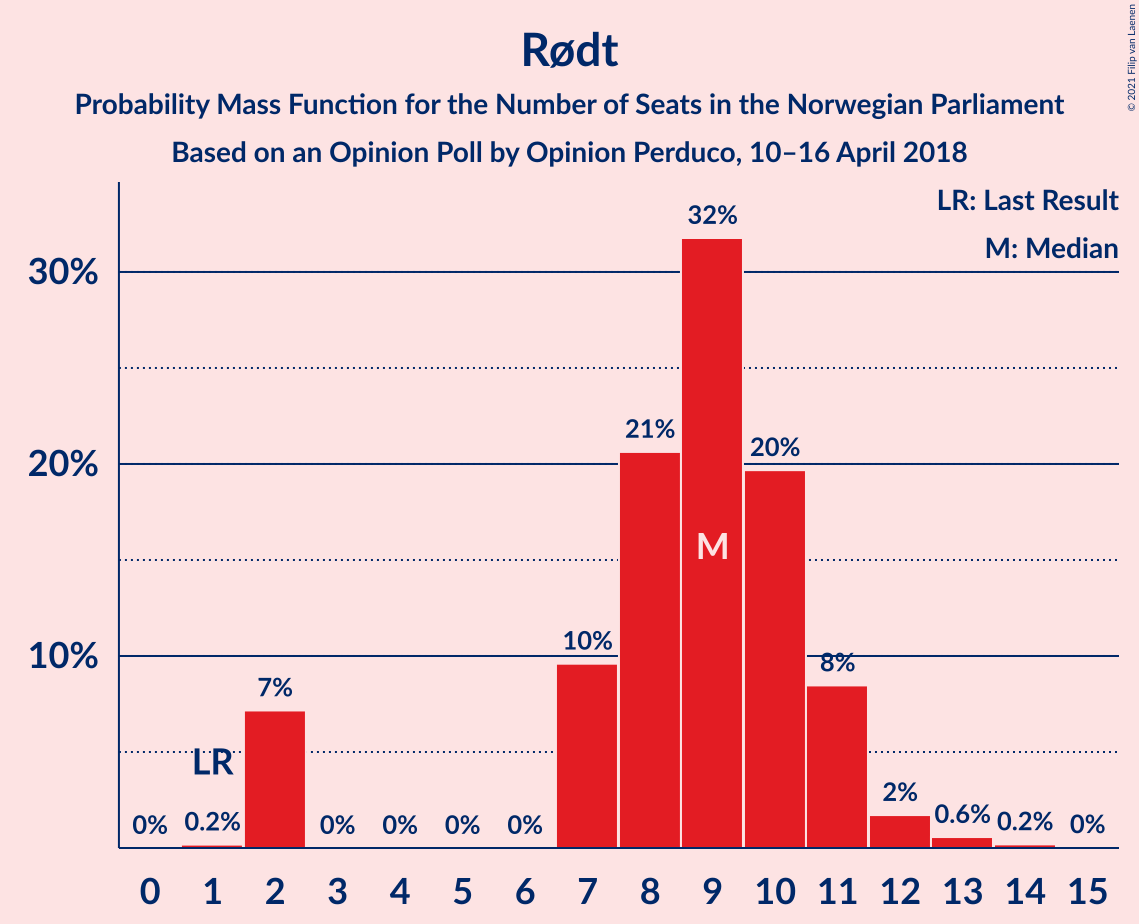 Rødt
Probability Mass Function for the Number of Seats in the Norwegian Parliament
Based on an Opinion Poll by Opinion Perduco, 10–16 April 2018
© 2021 Filip van Laenen
LR: Last Result
M: Median
30%
20%
10%
0%
0.2%
7%
0%
0%
0%
0%
10%
21%
32%
20%
8%
2%
0.6%
0.2%
0%
LR
M
0 1 2 3 4 5 6 7 8 9 10 11 12 13 14 15